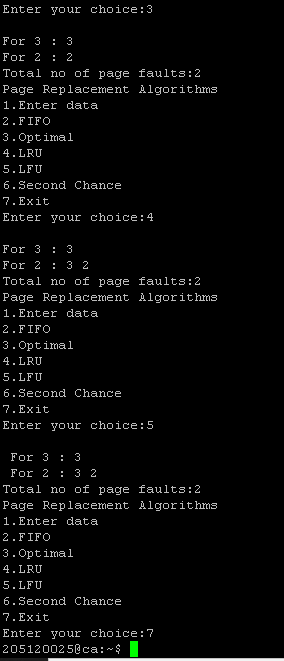 Enter your choice:3
For 3 : 3
For 2 : 2
Total no of page faults:2
Page Replacement Algorithms
1.Enter data
2.FIFO
3.Optimal
4.LRU
5.LFU
6.Second Chance
7.Exit
Enter your choice:4
For 3 : 3
For 2 : 3 2
Total no of page faults:2
Page Replacement Algorithms
1.Enter data
2.FIFO
3.Optimal
4.LRU
5.LFU
6.Second Chance
7.Exit
Enter your choice:5
For 3 : 3
For 2 : 3 2
Total no of page faults:2
Page Replacement Algorithms
1.Enter data
2.FIFO
3.Optimal
4.LRU
5.LFU
6.Second Chance
7.Exit
Enter your choice:7
205120025@ca:~$